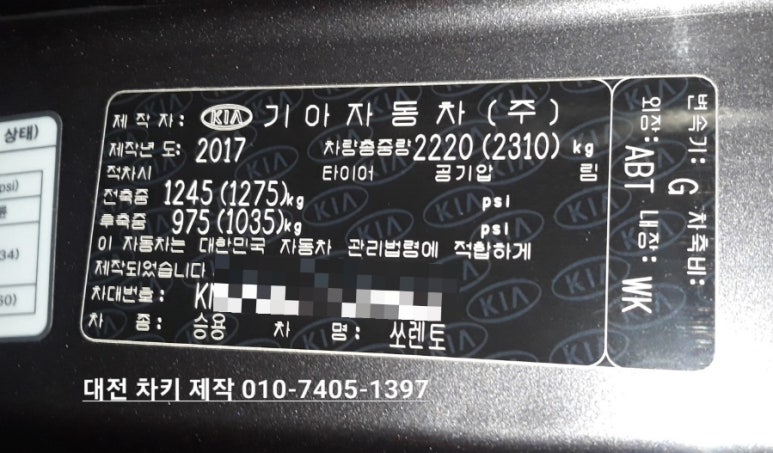 상태)
psi)
34)
60)
제 작 자: KIA 기아자동차(주)
제작년 도: 2017 차량총중량 2220 (2310) kg
적차시 타이어 공기압 림
전축중 1245 (1275)kg psi
후축중 975 (1035)kg psi
이 자동차는 대한민국 자동차 관리법령에 적합하게
제작되었습니다
차대번호: KN
차 종: 승용 차 명: 쏘렌토
변속기: G 차축비:
외장: ABT 내장: WK
대전 차키 제작 010-7405-1397